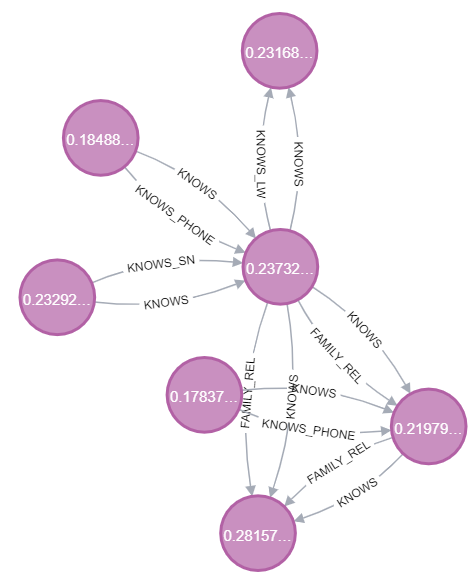 0.23168...
0.18488...
KNOWS_LW
KNOWS
KNOWS
KNOWS_PHONE
0.23732...
KNOWS_SN
0.23292...
KNOWS
KNOWS
FAMILY_REL
FAMILY_REL
KNOWS
KNOWS
0.17837...
KNOWS_PHONE
0.21979...
FAMILY_REL
KNOWS
0.28157...